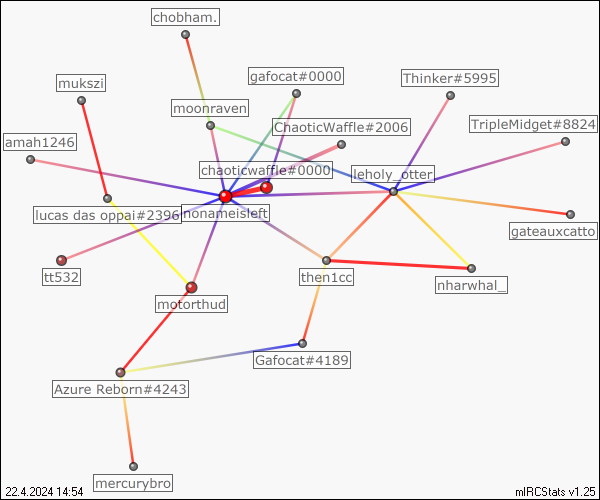 chobham.
gafocat#0000
Thinker#5995
mukszi
moonraven
ChaoticWaffle#2006
TripleMidget#8824
amah1246
chaoticwaffle#0000
leholy_otter
lucas das oppai#2396
nonameisleft
gateauxcatto
tt532
then1cc
nharwhal_
motorthud
Gafocat#4189
Azure Reborn#4243
mercurybro
22.4.2024 14:54
mIRCStats v1.25